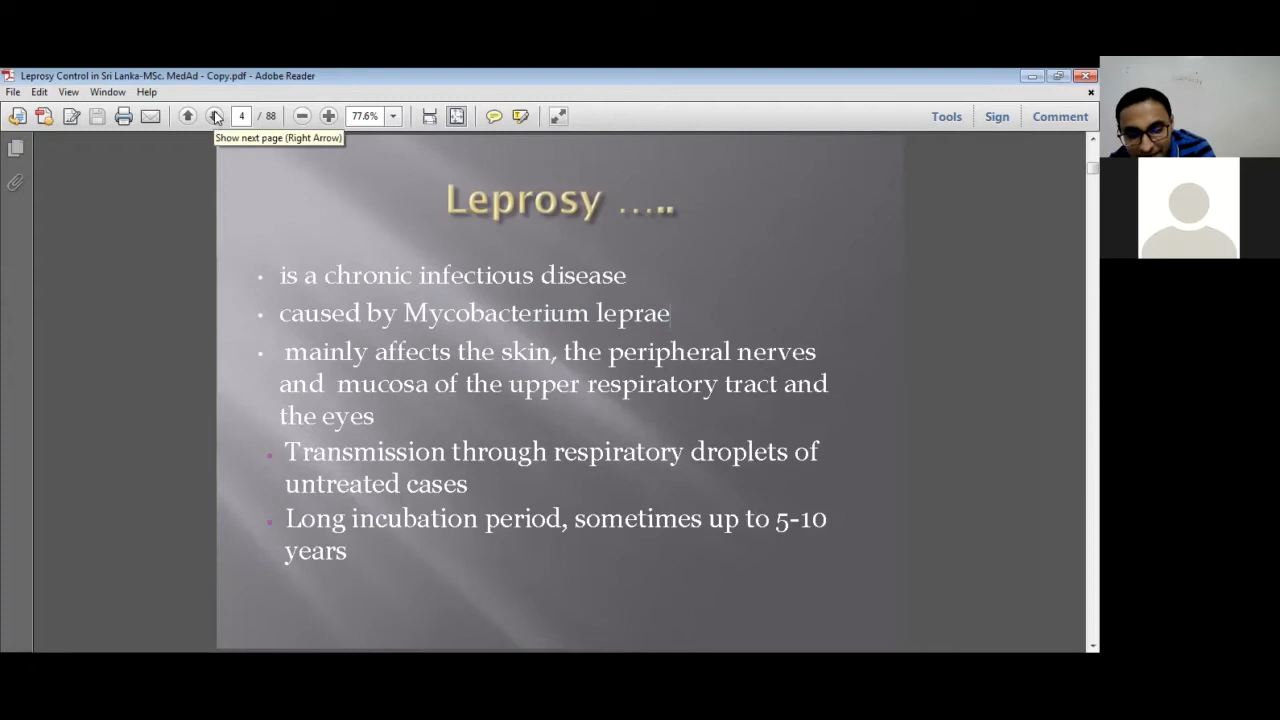 Leprosy Control in Sri Lanka-MSc. MedAd - Copy.pdf - Adobe Reader
File Edit View Window Help
4 / 88 77.6% Tools Sign Comment
Show next page (Right Arrow)
Leprosy …..
• is a chronic infectious disease
• caused by Mycobacterium leprae
• mainly affects the skin, the peripheral nerves
and mucosa of the upper respiratory tract and
the eyes
▪ Transmission through respiratory droplets of
untreated cases
▪ Long incubation period, sometimes up to 5-10
years